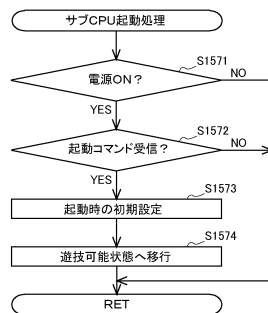 サブCPU起動処理
S1571
電源ON？
NO
YES
S1572
起動コマンド受信？
NO
YES
S1573
起動時の初期設定
S1574
遊技可能状態へ移行
RET